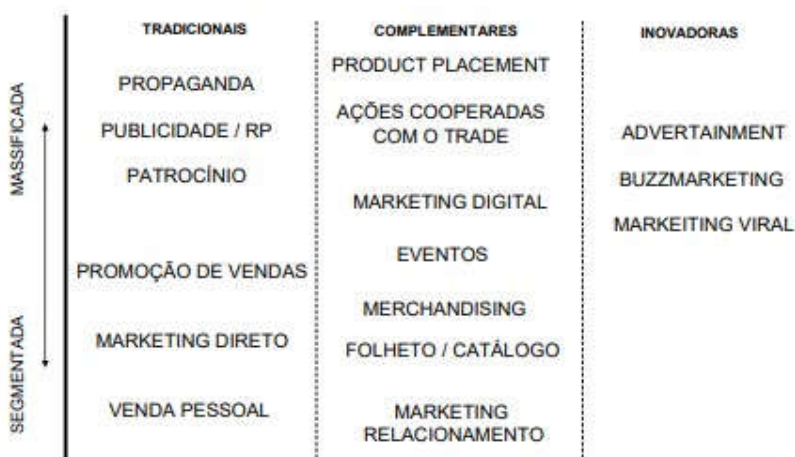 TRADICIONAIS
COMPLEMENTARES
INOVADORAS
MASSIFICADA
SEGMENTADA
PROPAGANDA
PUBLICIDADE / RP
PATROCÍNIO
PROMOÇÃO DE VENDAS
MARKETING DIRETO
VENDA PESSOAL
PRODUCT PLACEMENT
AÇÕES COOPERADAS
COM O TRADE
MARKETING DIGITAL
EVENTOS
MERCHANDISING
FOLHETO / CATÁLOGO
MARKETING
RELACIONAMENTO
ADVERTAINMENT
BUZZMARKETING
MARKEITING VIRAL